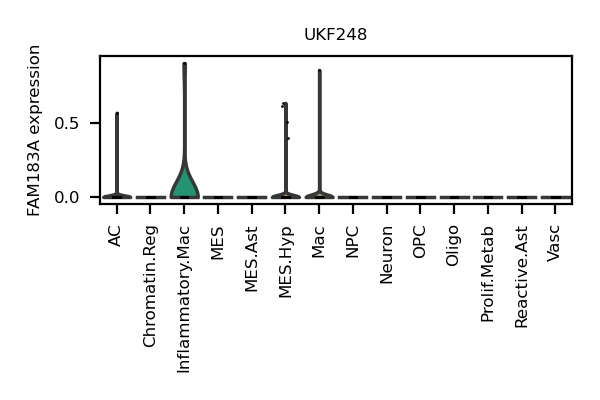 UKF248
FAM183A expression
0.5
0.0
AC
Chromatin.Reg
Inflammatory.Mac
MES
MES.Ast
MES.Hyp
Mac
NPC
Neuron
OPC
Oligo
Prolif.Metab
Reactive.Ast
Vasc